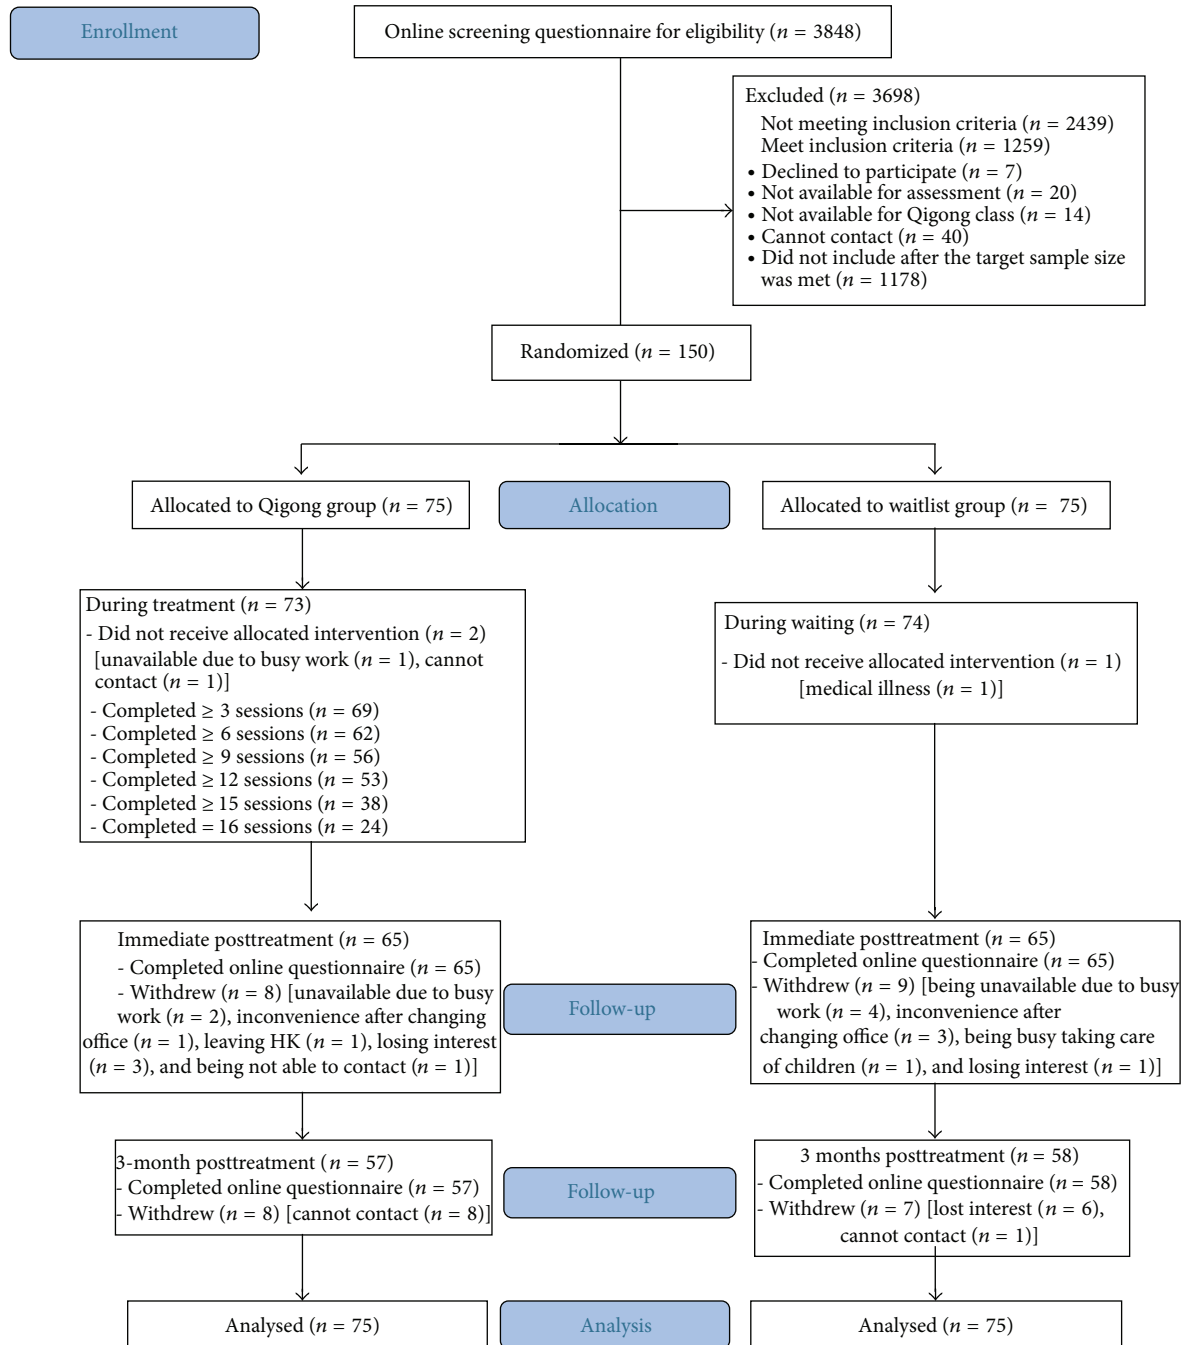 Enrollment
Online screening questionnaire for eligibility (n = 3848)
Excluded (n = 3698)
Not meeting inclusion criteria (n = 2439)
Meet inclusion criteria (n = 1259)
• Declined to participate (n = 7)
• Not available for assessment (n = 20)
• Not available for Qigong class (n = 14)
• Cannot contact (n = 40)
• Did not include after the target sample size
was met (n = 1178)
Randomized (n = 150)
Allocated to Qigong group (n = 75)
Allocation
Allocated to waitlist group (n = 75)
During treatment (n = 73)
- Did not receive allocated intervention (n = 2)
[unavailable due to busy work (n = 1), cannot
contact (n = 1)]
- Completed ≥ 3 sessions (n = 69)
- Completed ≥ 6 sessions (n = 62)
- Completed ≥ 9 sessions (n = 56)
- Completed ≥ 12 sessions (n = 53)
- Completed ≥ 15 sessions (n = 38)
- Completed = 16 sessions (n = 24)
During waiting (n = 74)
- Did not receive allocated intervention (n = 1)
[medical illness (n = 1)]
Immediate posttreatment (n = 65)
- Completed online questionnaire (n = 65)
- Withdrew (n = 8) [unavailable due to busy
work (n = 2), inconvenience after changing
office (n = 1), leaving HK (n = 1), losing interest
(n = 3), and being not able to contact (n = 1)]
Follow-up
Immediate posttreatment (n = 65)
- Completed online questionnaire (n = 65)
- Withdrew (n = 9) [being unavailable due to busy
work (n = 4), inconvenience after
changing office (n = 3), being busy taking care
of children (n = 1), and losing interest (n = 1)]
3-month posttreatment (n = 57)
- Completed online questionnaire (n = 57)
- Withdrew (n = 8) [cannot contact (n = 8)]
Follow-up
3 months posttreatment (n = 58)
- Completed online questionnaire (n = 58)
- Withdrew (n = 7) [lost interest (n = 6),
cannot contact (n = 1)]
Analysed (n = 75)
Analysis
Analysed (n = 75)